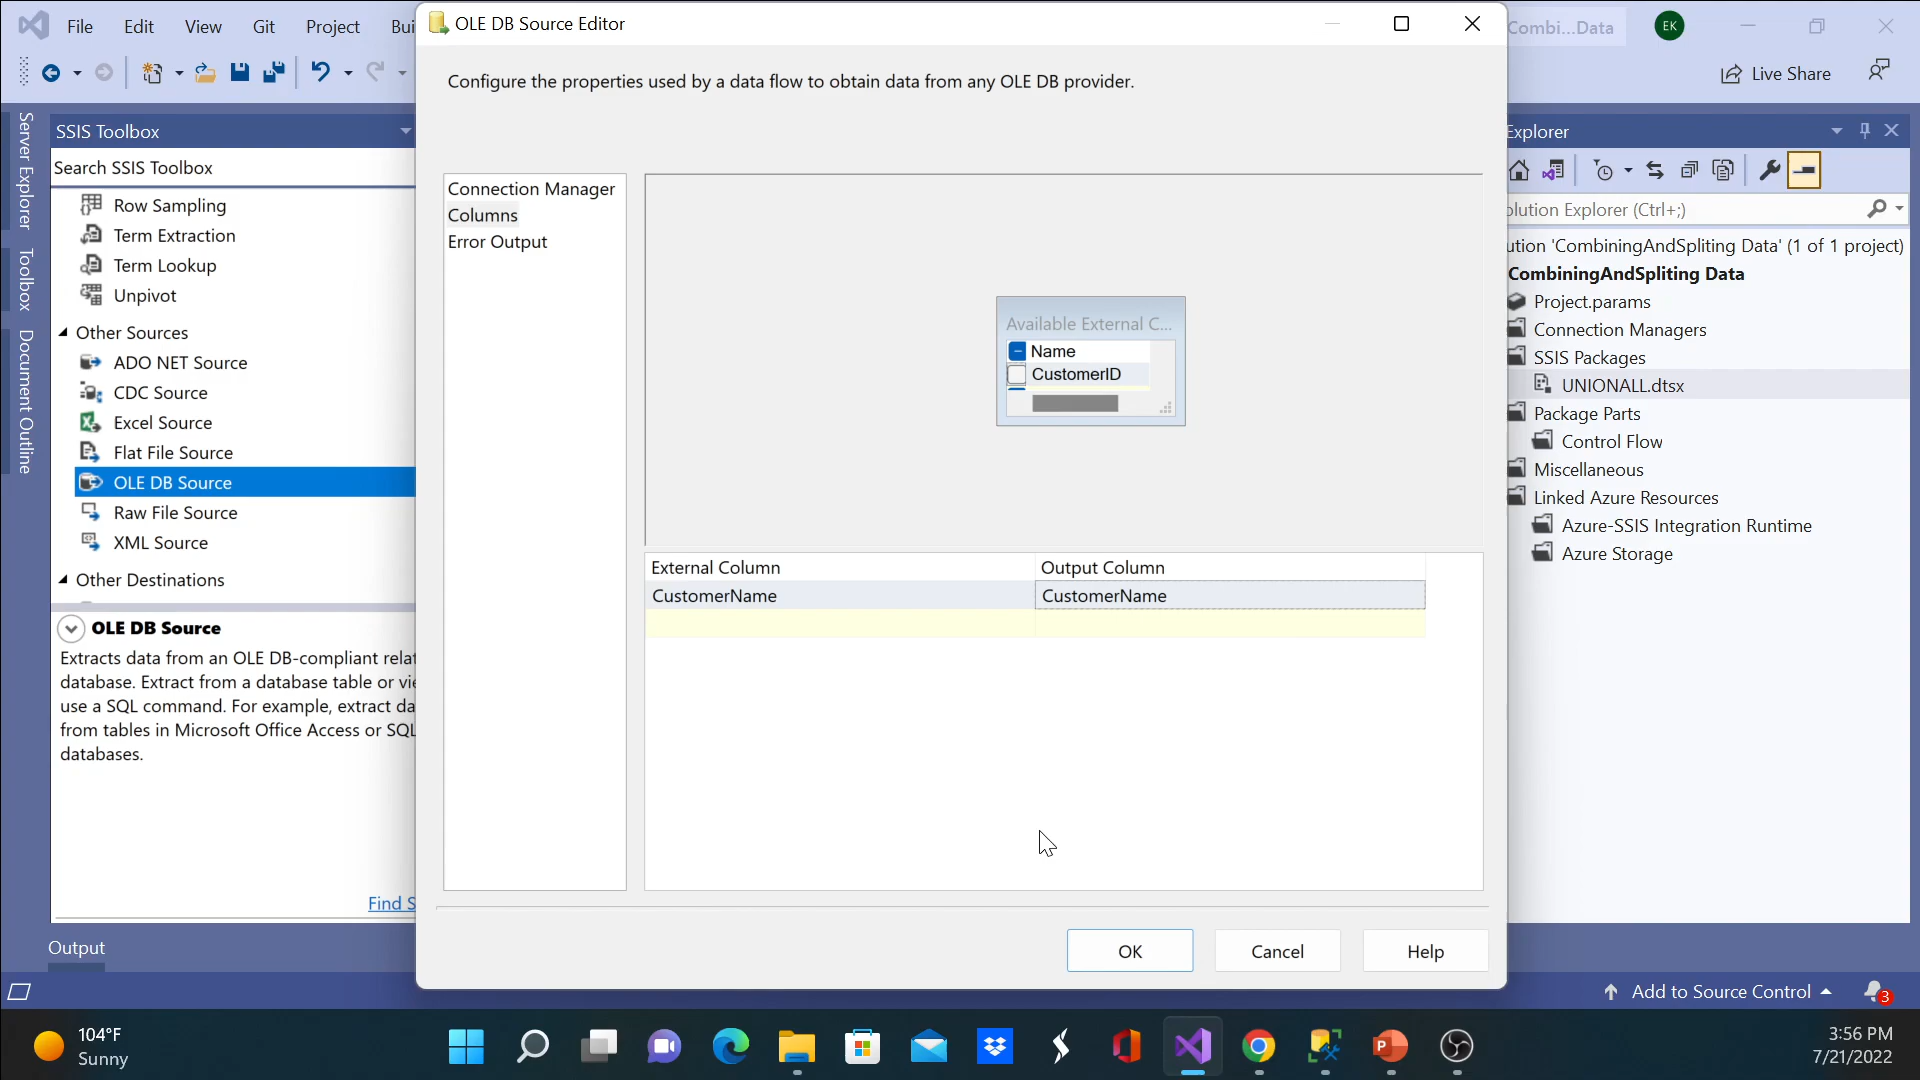 File Edit View Git Project Bui
OLE DB Source Editor
Combi...Data
EK
Live Share
Configure the properties used by a data flow to obtain data from any OLE DB provider.
Server Explorer
Toolbox
Document Outline
SSIS Toolbox
Search SSIS Toolbox
Row Sampling
Term Extraction
Term Lookup
Unpivot
Other Sources
ADO NET Source
CDC Source
Excel Source
Flat File Source
OLE DB Source
Raw File Source
XML Source
Other Destinations
OLE DB Source
Extracts data from an OLE DB-compliant relat
database. Extract from a database table or vie
use a SQL command. For example, extract da
from tables in Microsoft Office Access or SQL
databases.
Find S
Output
Connection Manager
Columns
Error Output
Available External C...
Name
CustomerID
External Column Output Column
CustomerName CustomerName
OK Cancel Help
Explorer
olution Explorer (Ctrl+;)
ution 'CombiningAndSpliting Data' (1 of 1 project)
CombiningAndSpliting Data
Project.params
Connection Managers
SSIS Packages
UNIONALL.dtsx
Package Parts
Control Flow
Miscellaneous
Linked Azure Resources
Azure-SSIS Integration Runtime
Azure Storage
Add to Source Control
3
104°F
Sunny
3:56 PM
7/21/2022